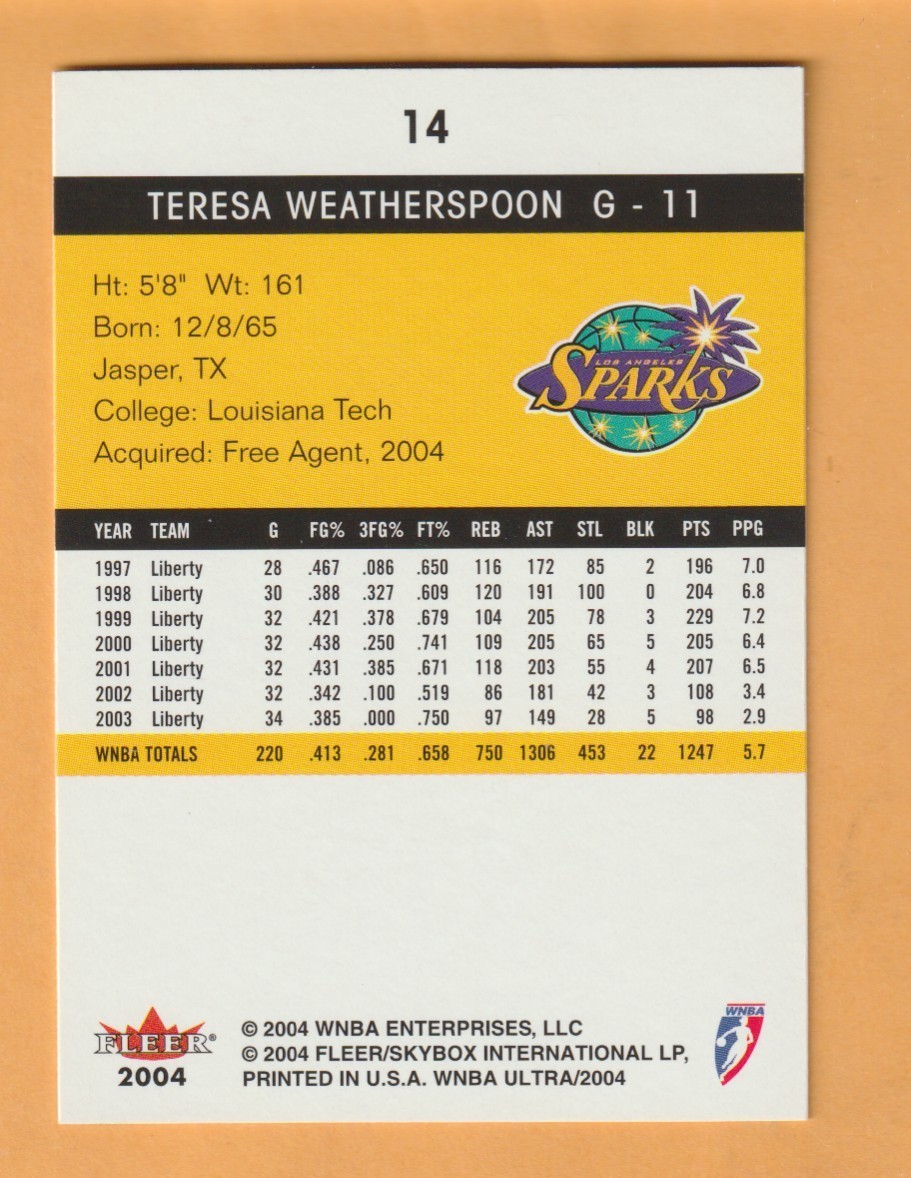 14
TERESA WEATHERSPOON G - 11
Ht: 5'8" Wt: 161
Born: 12/8/65
Jasper, TX
College: Louisiana Tech
Acquired: Free Agent, 2004
LOS ANGELES
SPARKS
YEAR TEAM G FG% 3FG% FT% REB AST STL BLK PTS PPG
1997 Liberty 28 .467 .086 .650 116 172 85 2 196 7.0
1998 Liberty 30 .388 .327 .609 120 191 100 0 204 6.8
1999 Liberty 32 .421 .378 .679 104 205 78 3 229 7.2
2000 Liberty 32 .438 .250 .741 109 205 65 5 205 6.4
2001 Liberty 32 .431 .385 .671 118 203 55 4 207 6.5
2002 Liberty 32 .342 .100 .519 86 181 42 3 108 3.4
2003 Liberty 34 .385 .000 .750 97 149 28 5 98 2.9
WNBA TOTALS 220 .413 .281 .658 750 1306 453 22 1247 5.7
FLEER®
2004
© 2004 WNBA ENTERPRISES, LLC
© 2004 FLEER/SKYBOX INTERNATIONAL LP,
PRINTED IN U.S.A. WNBA ULTRA/2004
WNBA